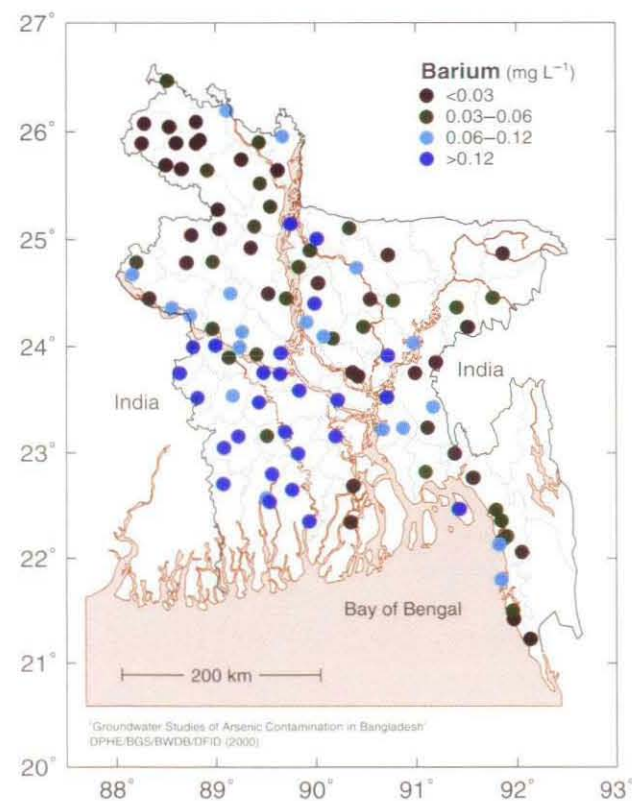 27°
26°
25°
24°
23°
22°
21°
20°
Barium (mg L⁻¹)
<0.03
0.03–0.06
0.06–0.12
>0.12
India
India
Bay of Bengal
200 km
'Groundwater Studies of Arsenic Contamination in Bangladesh'
DPHE/BGS/BWDB/DFID (2000)
88° 89° 90° 91° 92° 93°